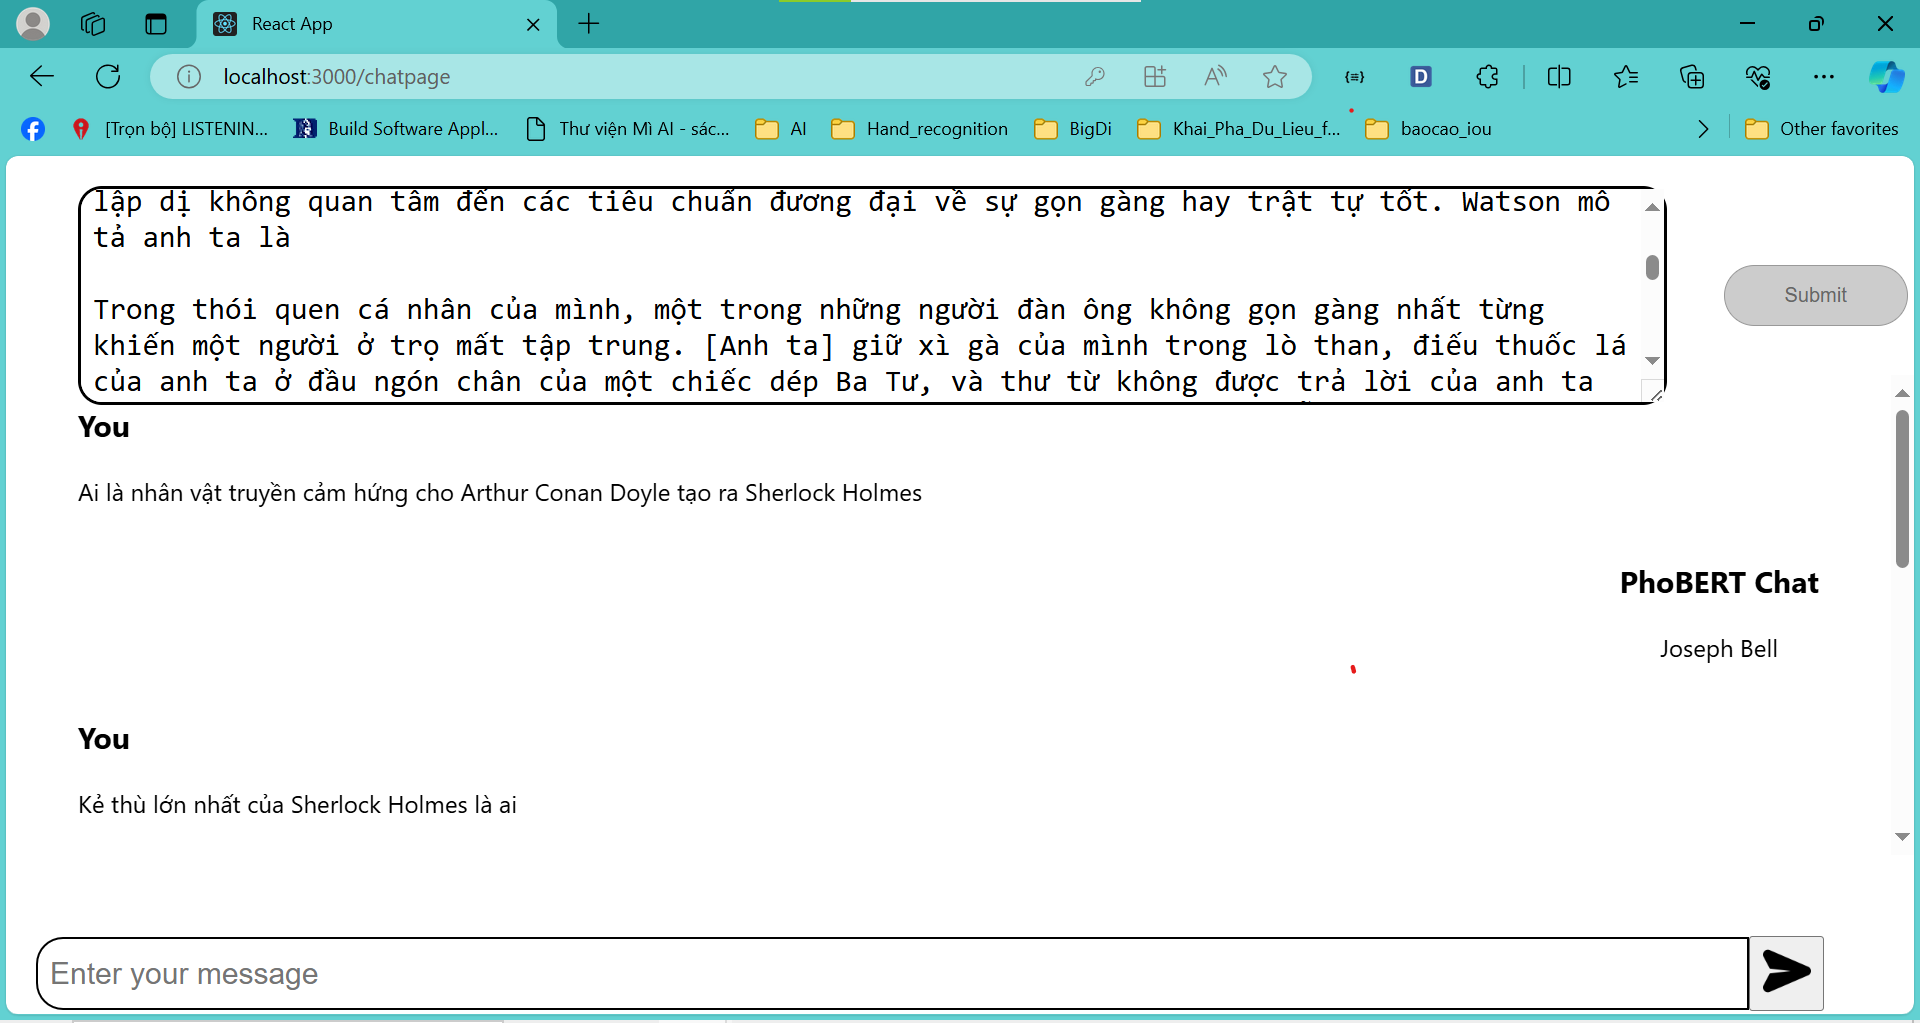 React App
localhost:3000/chatpage
[Trọn bộ] LISTENIN... Build Software Appl... Thư viện Mì AI - sác... AI Hand_recognition BigDi Khai_Pha_Du_Lieu_f... baocao_iou Other favorites
lập dị không quan tâm đến các tiêu chuẩn đương đại về sự gọn gàng hay trật tự tốt. Watson mô
tả anh ta là
Trong thói quen cá nhân của mình, một trong những người đàn ông không gọn gàng nhất từng
khiến một người ở trọ mất tập trung. [Anh ta] giữ xì gà của mình trong lò than, điếu thuốc lá
của anh ta ở đầu ngón chân của một chiếc dép Ba Tư, và thư từ không được trả lời của anh ta
Submit
You
Ai là nhân vật truyền cảm hứng cho Arthur Conan Doyle tạo ra Sherlock Holmes
PhoBERT Chat
Joseph Bell
You
Kẻ thù lớn nhất của Sherlock Holmes là ai
Enter your message